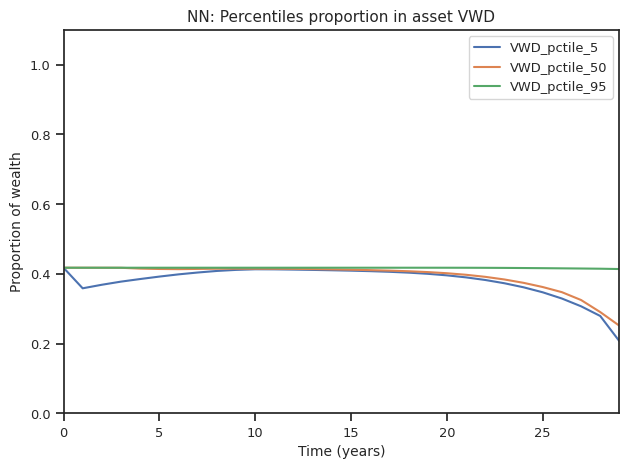 NN: Percentiles proportion in asset VWD
VWD_pctile_5
VWD_pctile_50
VWD_pctile_95
Proportion of wealth
1.0
0.8
0.6
0.4
0.2
0.0
0 5 10 15 20 25
Time (years)